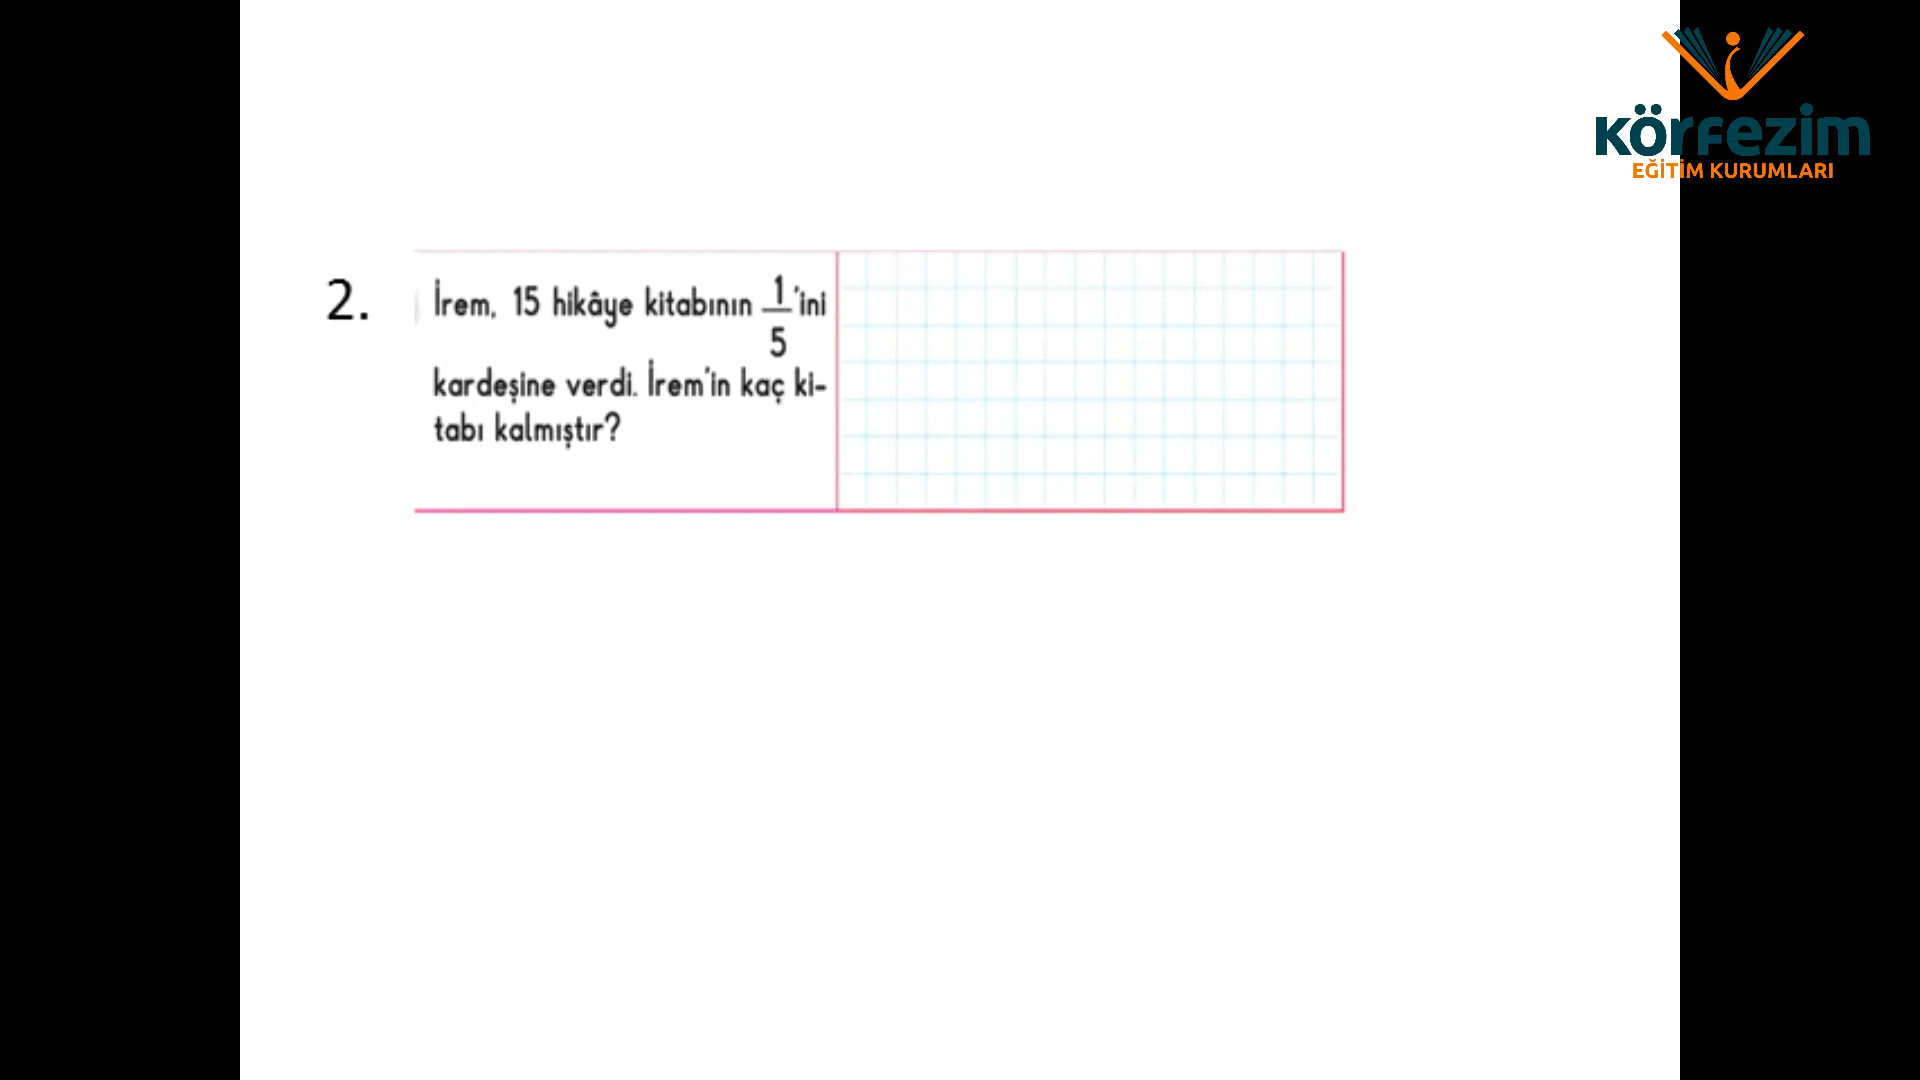 Körfezim
EĞİTİM KURUMLARI
2. İrem, 15 hikâye kitabının 1/5'ini
kardeşine verdi. İrem'in kaç ki-
tabı kalmıştır?